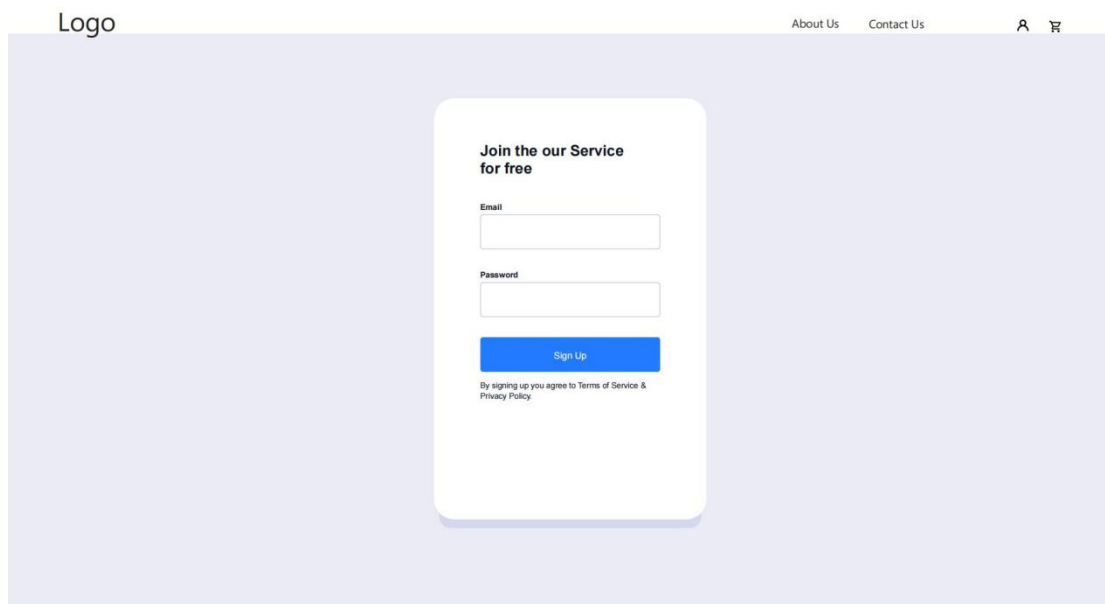 Logo
About Us
Contact Us
Join the our Service
for free
Email
Password
Sign Up
By signing up you agree to Terms of Service &
Privacy Policy.